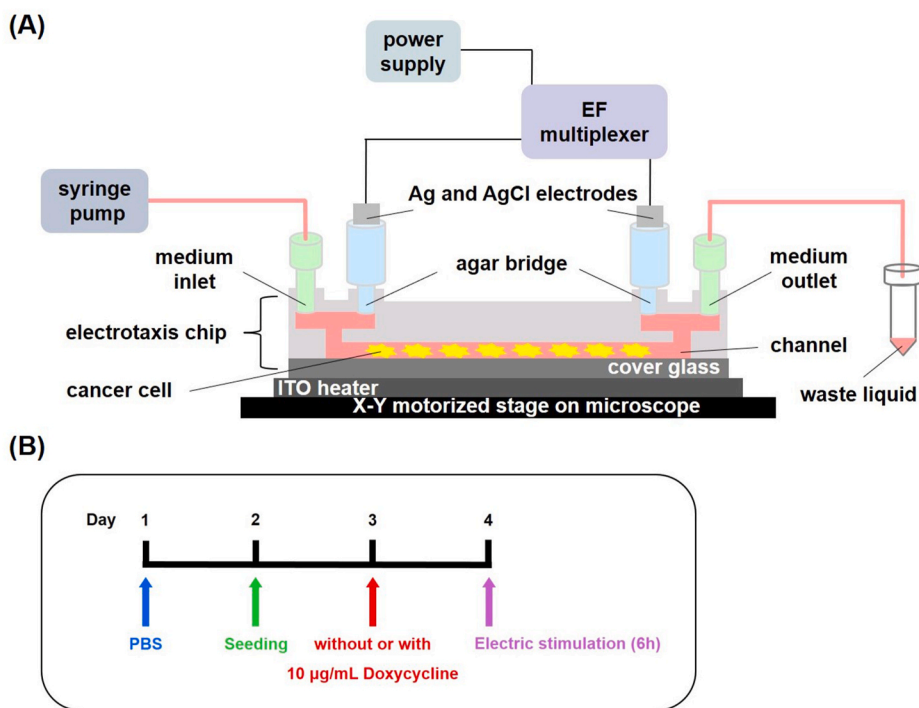 (A)
power
supply
EF
multiplexer
syringe
pump
Ag and AgCl electrodes
medium
inlet
agar bridge
medium
outlet
electrotaxis chip
channel
cancer cell
cover glass
ITO heater
waste liquid
X-Y motorized stage on microscope
(B)
Day 1 2 3 4
PBS Seeding without or with Electric stimulation (6h)
10 µg/mL Doxycycline